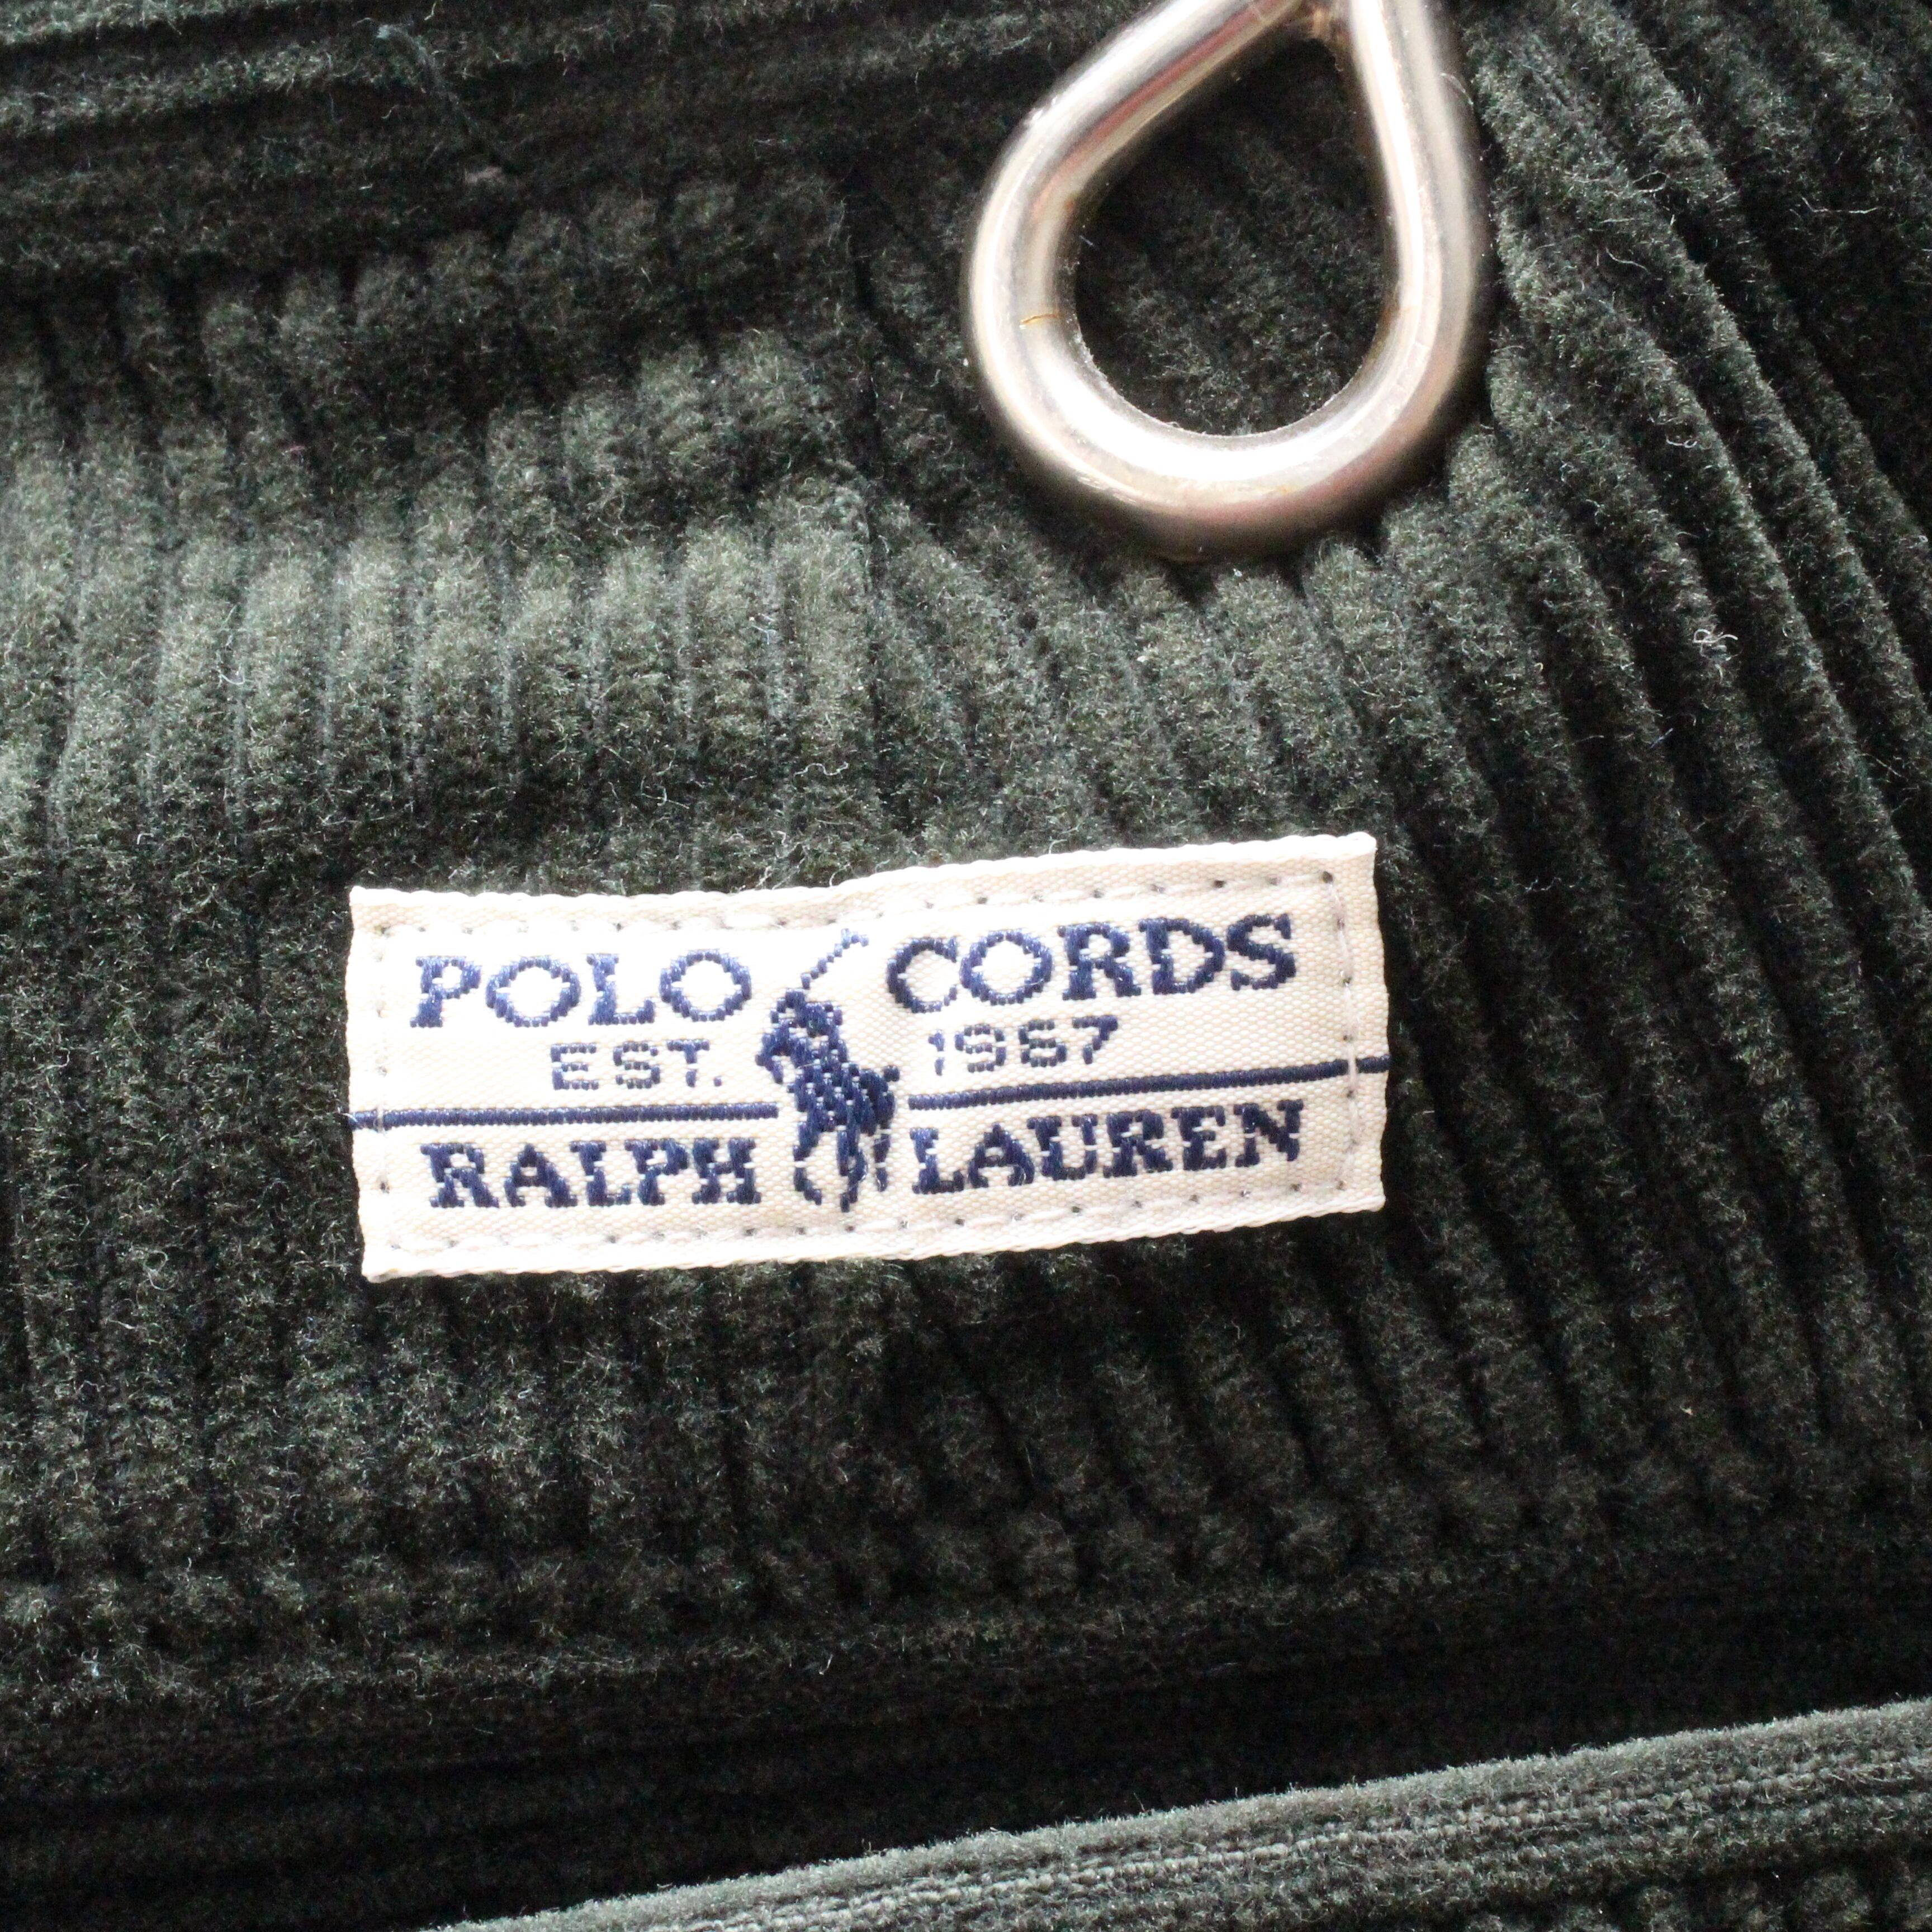 POLO CORDS
EST. 1967
RALPH LAUREN